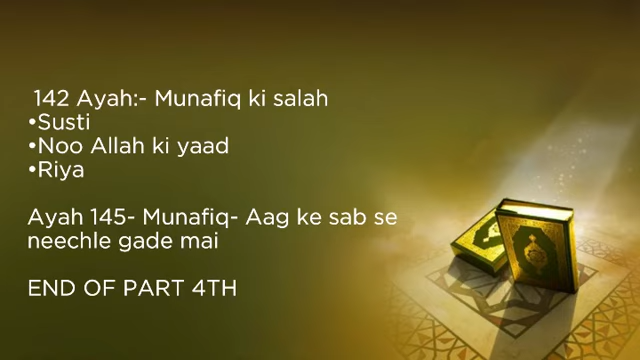 142 Ayah:- Munafiq ki salah
•Susti
•Noo Allah ki yaad
•Riya
Ayah 145- Munafiq- Aag ke sab se
neechle gade mai
END OF PART 4TH